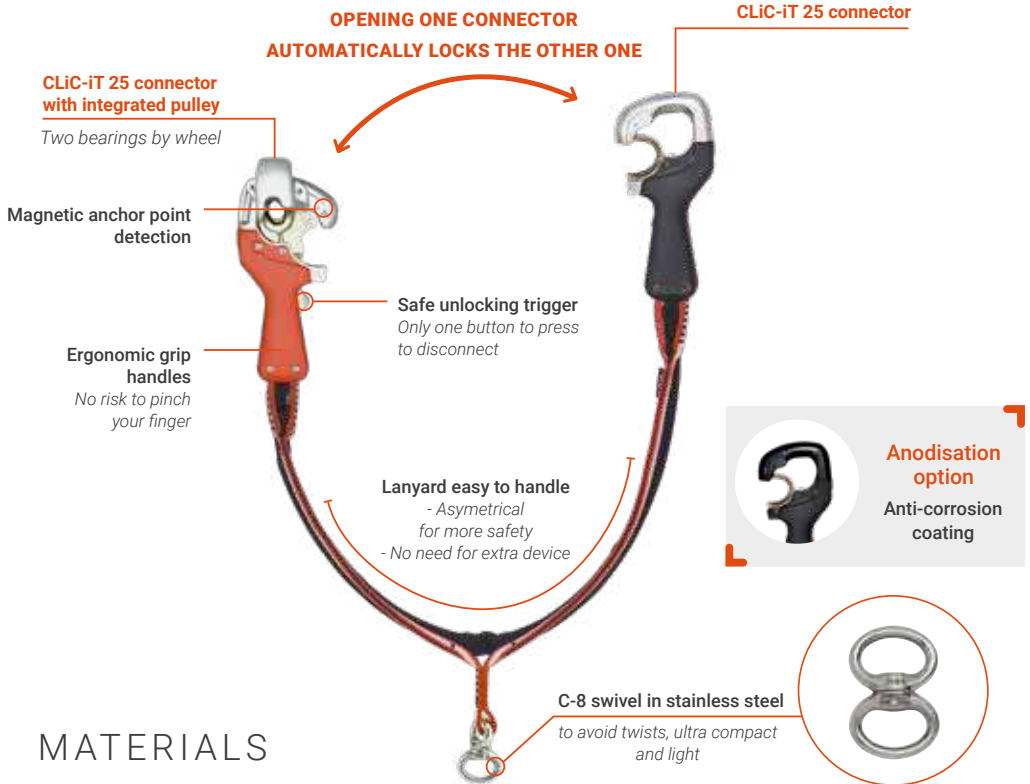 OPENING ONE CONNECTOR
AUTOMATICALLY LOCKS THE OTHER ONE
CLiC-iT 25 connector
CLiC-iT 25 connector
with integrated pulley
Two bearings by wheel
Magnetic anchor point
detection
Safe unlocking trigger
Only one button to press
to disconnect
Ergonomic grip
handles
No risk to pinch
your finger
Lanyard easy to handle
- Asymetrical
for more safety
- No need for extra device
Anodisation
option
Anti-corrosion
coating
C-8 swivel in stainless steel
to avoid twists, ultra compact
and light
MATERIALS